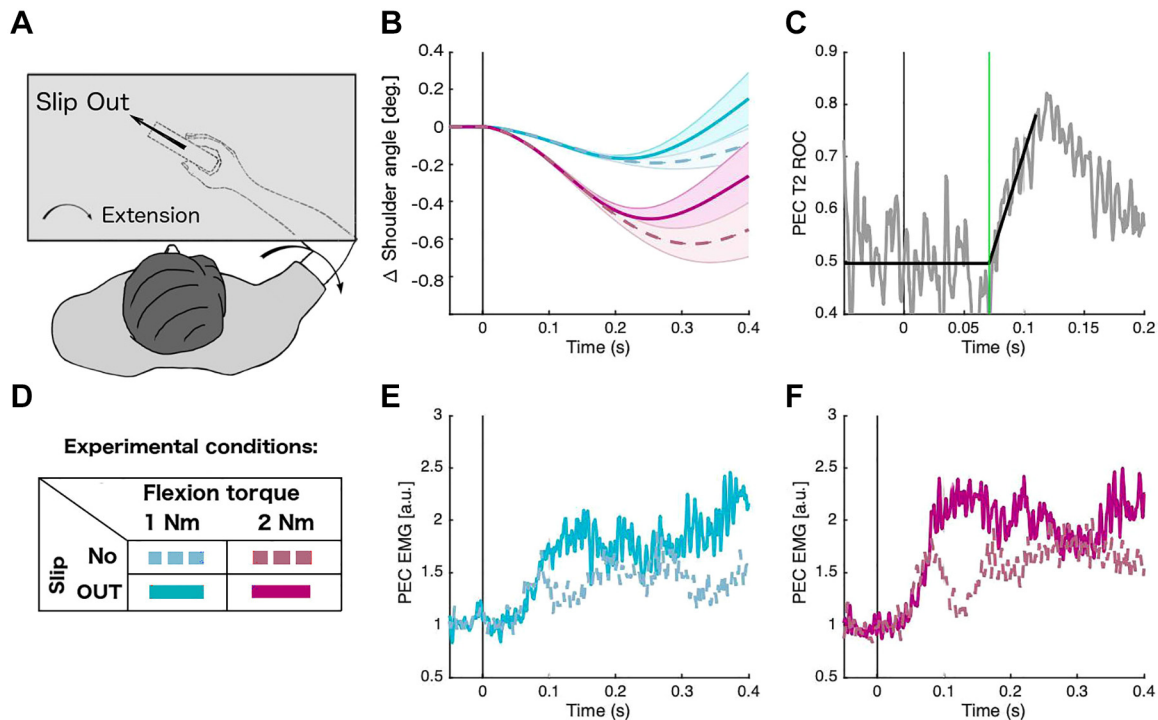 A
Slip Out
Extension
B
Δ Shoulder angle [deg.]
0.4
0.2
0
-0.2
-0.4
-0.6
-0.8
0
0.1
0.2
0.3
0.4
Time (s)
C
PEC T2 ROC
0.9
0.8
0.7
0.6
0.5
0.4
0
0.05
0.1
0.15
0.2
Time (s)
D
Experimental conditions:
Flexion torque
1 Nm
2 Nm
Slip
No
OUT
E
PEC EMG [a.u.]
3
2.5
2
1.5
1
0.5
0
0.1
0.2
0.3
0.4
Time (s)
F
PEC EMG [a.u.]
3
2.5
2
1.5
1
0.5
0
0.1
0.2
0.3
0.4
Time (s)